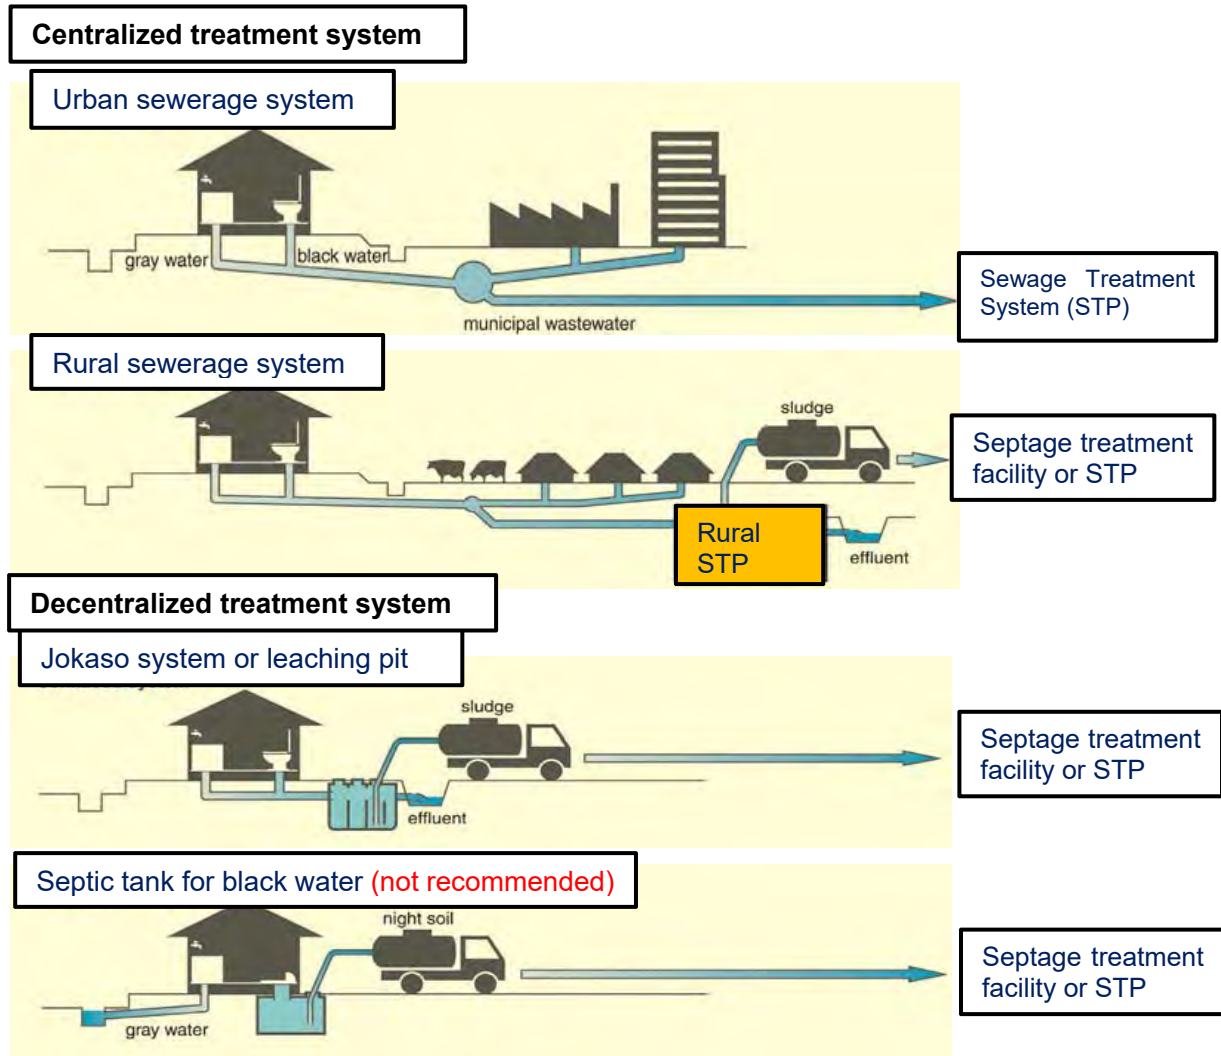 Centralized treatment system
Urban sewerage system
gray water
black water
municipal wastewater
Sewage Treatment
System (STP)
Rural sewerage system
sludge
Septage treatment
facility or STP
Rural
STP
effluent
Decentralized treatment system
Jokaso system or leaching pit
sludge
effluent
Septage treatment
facility or STP
Septic tank for black water (not recommended)
night soil
gray water
Septage treatment
facility or STP